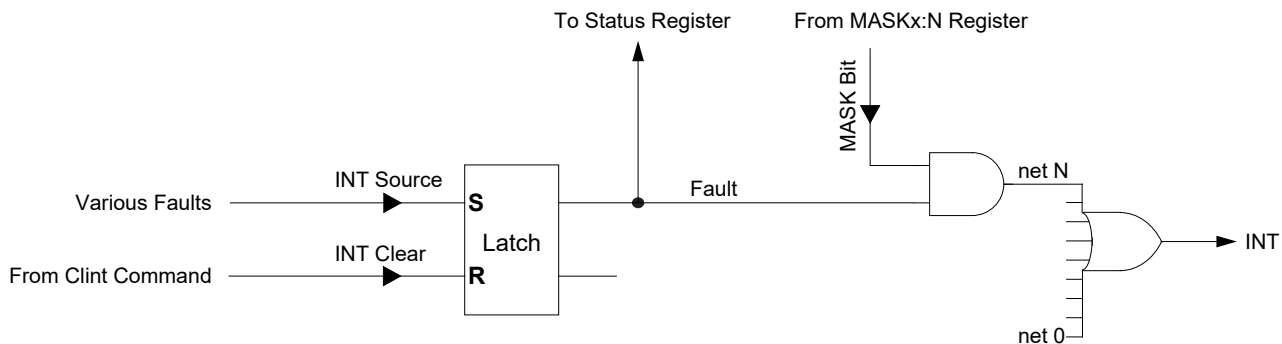 To Status Register
From MASKx:N Register
MASK Bit
Various Faults
INT Source
S
Latch
Fault
net N
INT
From Clint Command
INT Clear
R
net 0